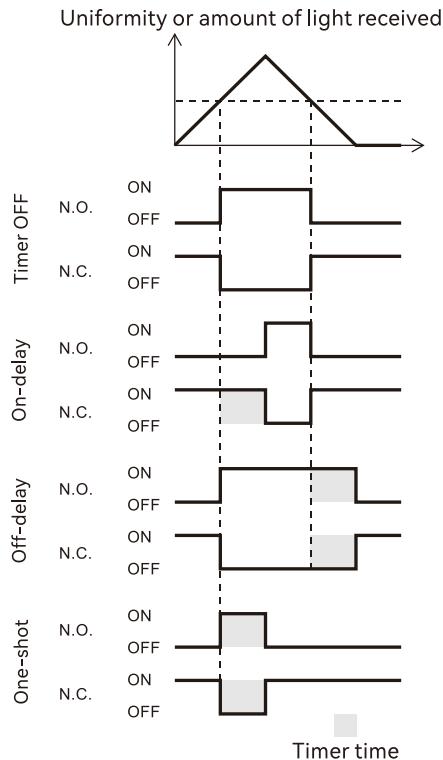 Uniformity or amount of light received
Timer OFF
N.O.
ON
OFF
N.C.
ON
OFF
On-delay
N.O.
ON
OFF
N.C.
ON
OFF
Off-delay
N.O.
ON
OFF
N.C.
ON
OFF
One-shot
N.O.
ON
OFF
N.C.
ON
OFF
Timer time